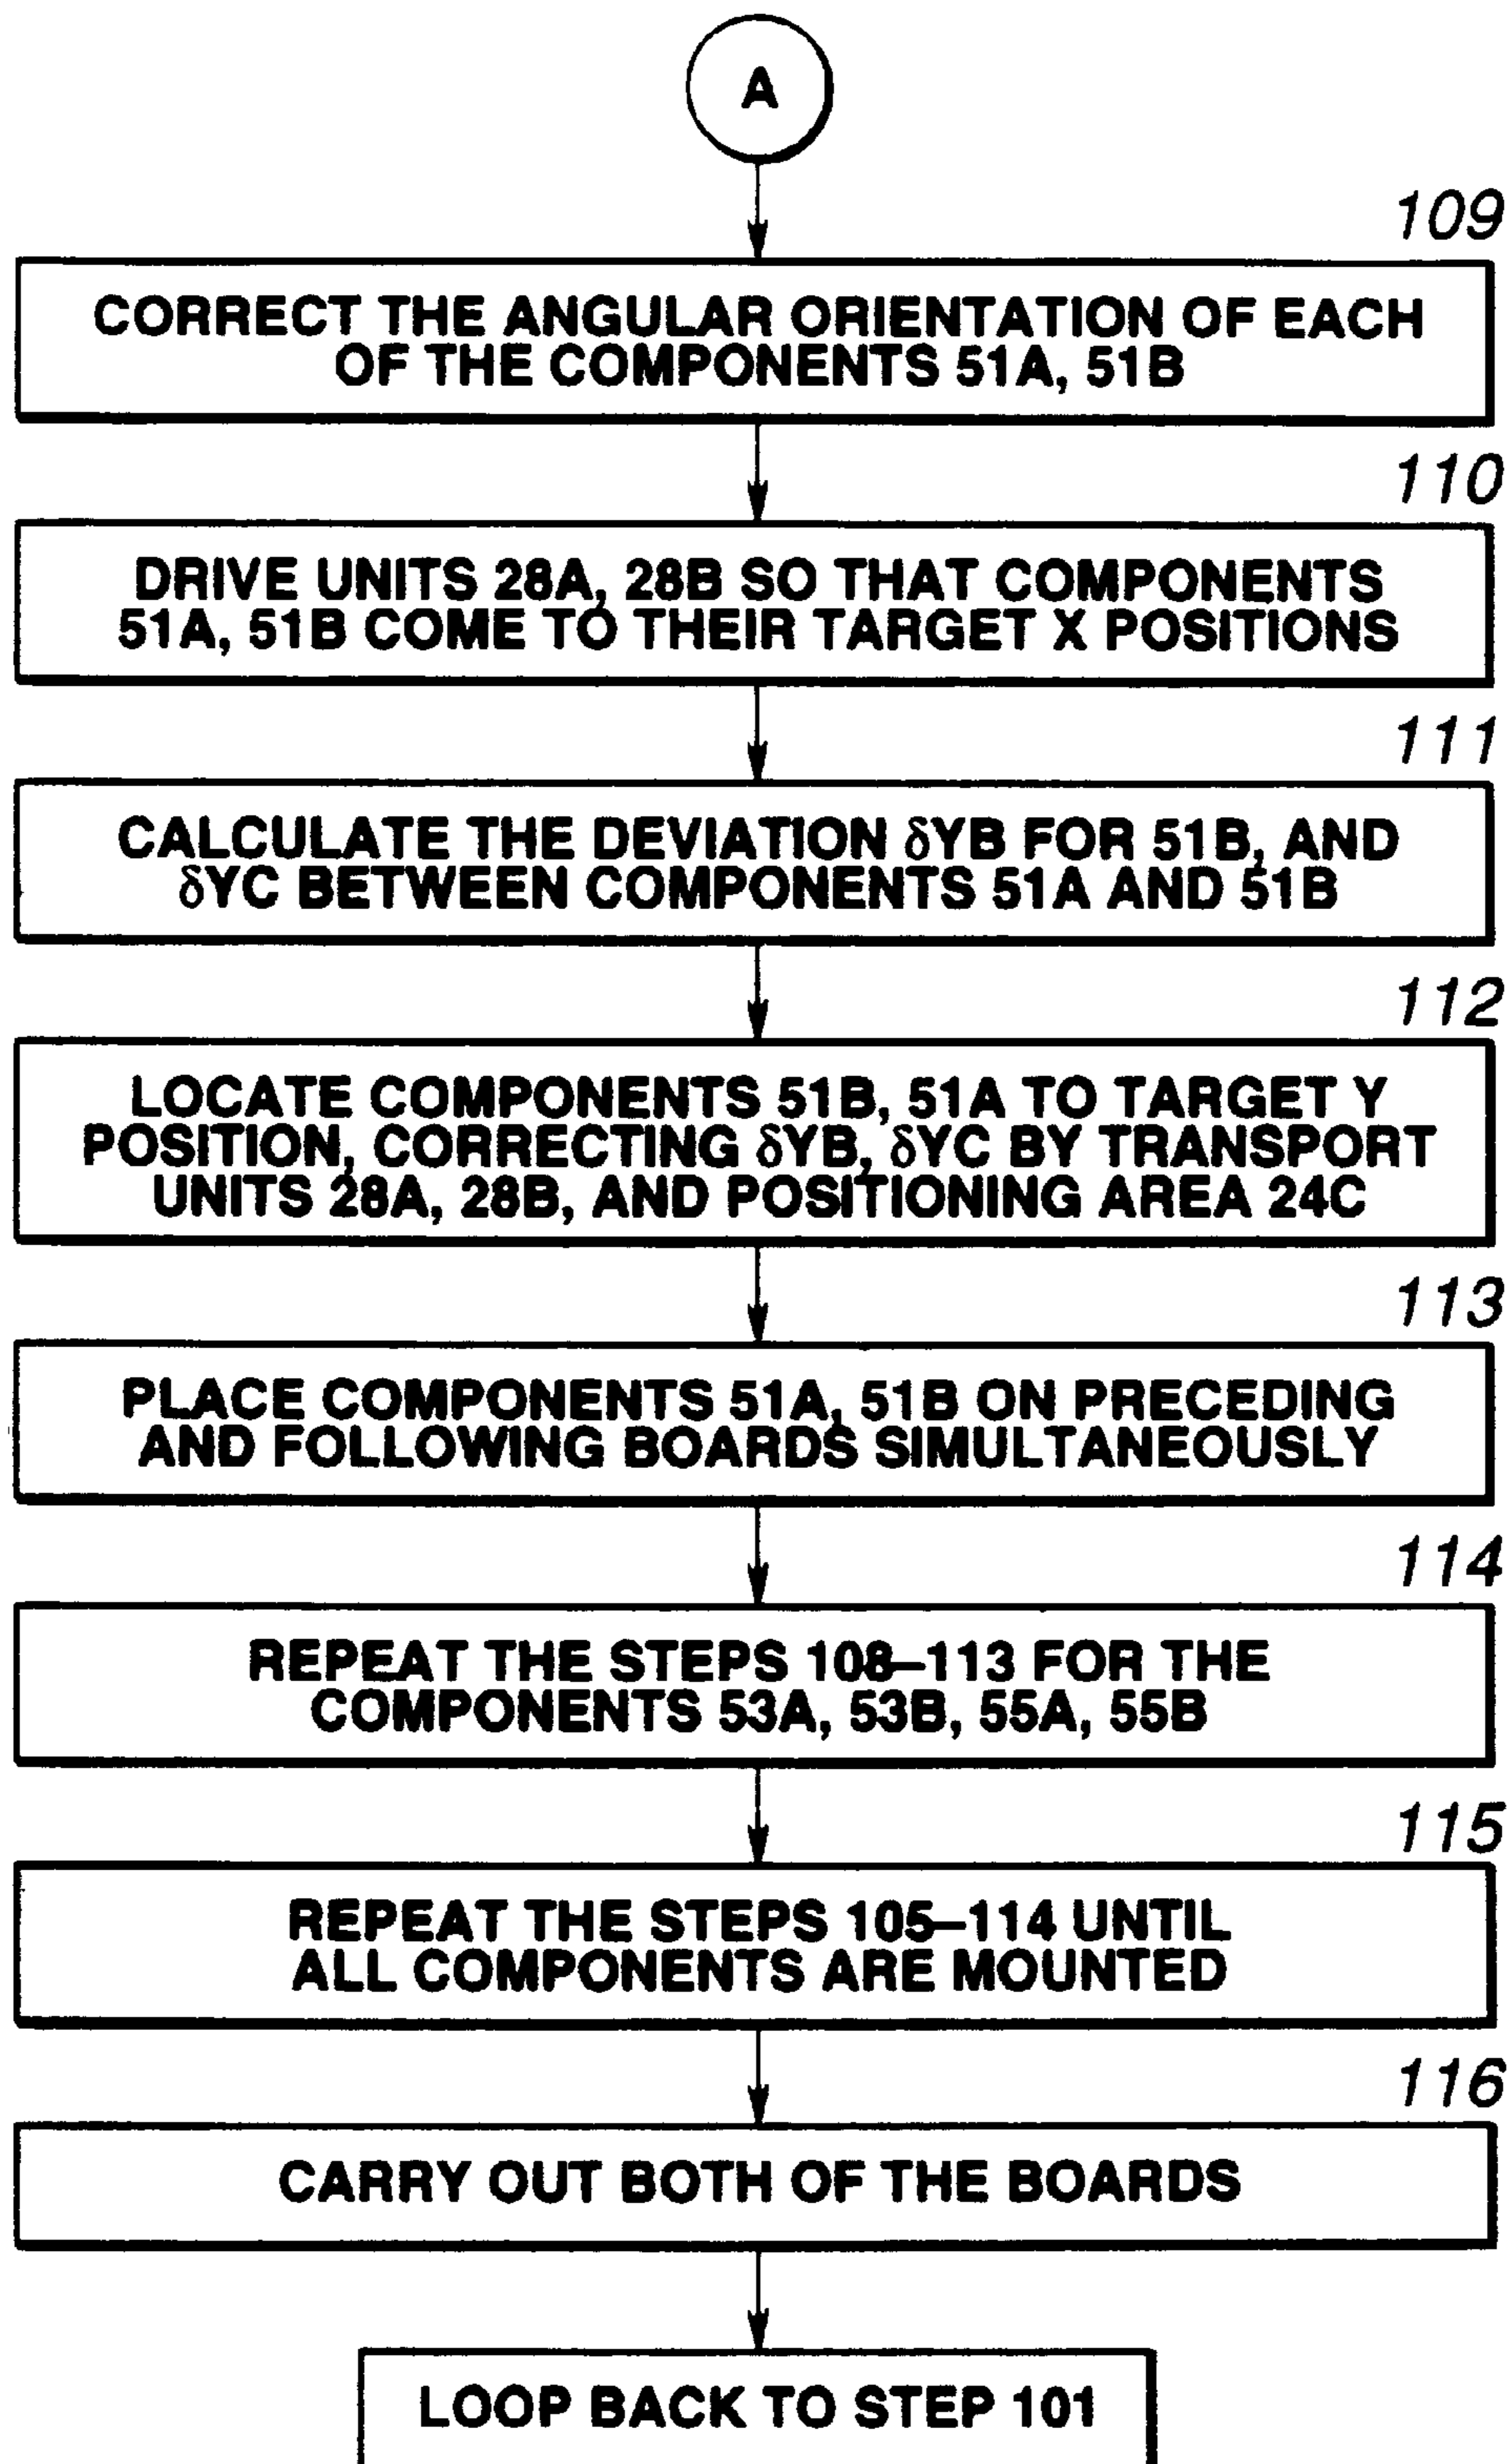 A
109
CORRECT THE ANGULAR ORIENTATION OF EACH
OF THE COMPONENTS 51A, 51B
110
DRIVE UNITS 28A, 28B SO THAT COMPONENTS
51A, 51B COME TO THEIR TARGET X POSITIONS
111
CALCULATE THE DEVIATION δYB FOR 51B, AND
δYC BETWEEN COMPONENTS 51A AND 51B
112
LOCATE COMPONENTS 51B, 51A TO TARGET Y
POSITION, CORRECTING δYB, δYC BY TRANSPORT
UNITS 28A, 28B, AND POSITIONING AREA 24C
113
PLACE COMPONENTS 51A, 51B ON PRECEDING
AND FOLLOWING BOARDS SIMULTANEOUSLY
114
REPEAT THE STEPS 108–113 FOR THE
COMPONENTS 53A, 53B, 55A, 55B
115
REPEAT THE STEPS 105–114 UNTIL
ALL COMPONENTS ARE MOUNTED
116
CARRY OUT BOTH OF THE BOARDS
LOOP BACK TO STEP 101